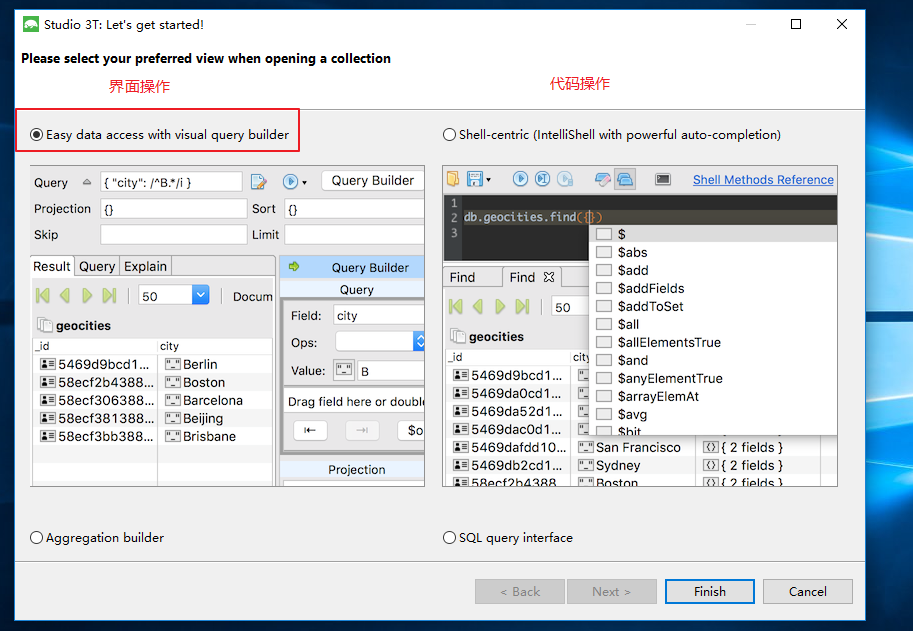 Studio 3T: Let's get started!
Please select your preferred view when opening a collection
界面操作
代码操作
Easy data access with visual query builder
Shell-centric (IntelliShell with powerful auto-completion)
Query { "city": /^B.*/i } Query Builder
Projection {} Sort {}
Skip Limit
Result Query Explain
Query Builder
Query
50 Docum
Field: city
geocities
Ops:
_id city
Value: B
5469d9bcd1... Berlin
58ecf2b4388... Boston
58ecf306388... Barcelona
58ecf381388... Beijing
58ecf3bb388... Brisbane
Drag field here or double
$o
Projection
Shell Methods Reference
1
2 db.geocities.find({})
3
$
$abs
$add
$addFields
$addToSet
$all
$allElementsTrue
$and
$anyElementTrue
$arrayElemAt
$avg
$bit
Find Find
50
geocities
_id city
5469d9bcd1...
5469da0cd1...
5469da52d1...
5469dac0d1...
5469dafdd10... San Francisco { 2 fields }
5469db2cd1... Sydney { 2 fields }
58ecf2b4388 Boston { 2 fields }
Aggregation builder
SQL query interface
< Back Next > Finish Cancel